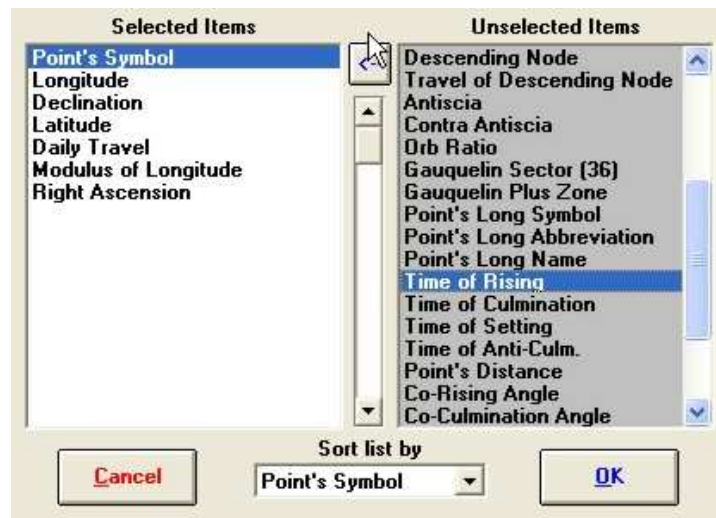 Selected Items
Unselected Items
Point's Symbol
Longitude
Declination
Latitude
Daily Travel
Modulus of Longitude
Right Ascension
Descending Node
Travel of Descending Node
Antiscia
Contra Antiscia
Orb Ratio
Gauquelin Sector (36)
Gauquelin Plus Zone
Point's Long Symbol
Point's Long Abbreviation
Point's Long Name
Time of Rising
Time of Culmination
Time of Setting
Time of Anti-Culm.
Point's Distance
Co-Rising Angle
Co-Culmination Angle
Sort list by
Cancel
Point's Symbol
OK